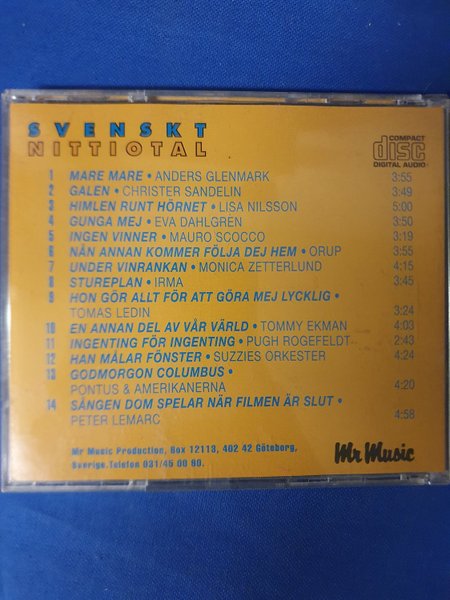 SVENSKT
NITTIOTAL
COMPACT
disc
DIGITAL AUDIO
1 MARE MARE • ANDERS GLENMARK 3:55
2 GALEN • CHRISTER SANDELIN 3:49
3 HIMLEN RUNT HÖRNET • LISA NILSSON 5:00
4 GUNGA MEJ • EVA DAHLGREN 3:50
5 INGEN VINNER • MAURO SCOCCO 3:19
6 NÅN ANNAN KOMMER FÖLJA DEJ HEM • ORUP 3:55
7 UNDER VINRANKAN • MONICA ZETTERLUND 4:15
8 STUREPLAN • IRMA 3:45
9 HON GÖR ALLT FÖR ATT GÖRA MEJ LYCKLIG •
TOMAS LEDIN 3:24
10 EN ANNAN DEL AV VÅR VÄRLD • TOMMY EKMAN 4:03
11 INGENTING FÖR INGENTING • PUGH ROGEFELDT 2:43
12 HAN MÅLAR FÖNSTER • SUZZIES ORKESTER 4:24
13 GODMORGON COLUMBUS •
PONTUS & AMERIKANERNA 4:20
14 SÅNGEN DOM SPELAR NÄR FILMEN ÄR SLUT •
PETER LEMARC 4:58
Mr Music Production, Box 12113, 402 42 Göteborg,
Sverige.Telefon 031/45 00 80.
Mr Music